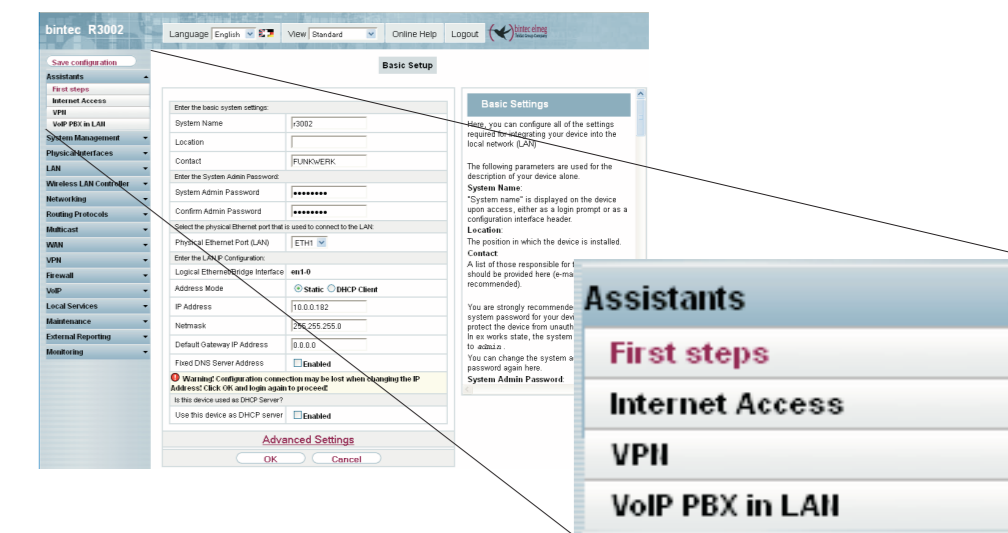 bintec R3002
Language English View Standard Online Help Logout bintec elmeg
Save configuration
Assistants
First steps
Internet Access
VPN
VoIP PBX in LAN
System Management
Physical Interfaces
LAN
Wireless LAN Controller
Networking
Routing Protocols
Multicast
WAN
VPN
Firewall
VoIP
Local Services
Maintenance
External Reporting
Monitoring
Basic Setup
Enter the basic system settings:
System Name r3002
Location
Contact FUNKWERK
Enter the System Admin Password:
System Admin Password ●●●●●●●●
Confirm Admin Password ●●●●●●●●
Select the physical Ethernet port that is used to connect to the LAN:
Physical Ethernet Port (LAN) ETH1
Enter the LAN IP Configuration:
Logical Ethernet/Bridge Interface en1-0
Address Mode Static DHCP Client
IP Address 10.0.0.182
Netmask 255.255.255.0
Default Gateway IP Address 0.0.0.0
Fixed DNS Server Address Enabled
Warning! Configuration connection may be lost when changing the IP
Address! Click OK and login again to proceed!
Is this device used as DHCP Server?
Use this device as DHCP server Enabled
Advanced Settings
OK Cancel
Basic Settings
Here, you can configure all of the settings
required for integrating your device into the
local network (LAN)
The following parameters are used for the
description of your device alone.
System Name:
"System name" is displayed on the device
upon access, either as a login prompt or as a
configuration interface header.
Location:
The position in which the device is installed.
Contact:
A list of those responsible for
should be provided here (e-ma
recommended).
You are strongly recommende
system password for your devi
protect the device from unauth
In ex works state, the system
to admin.
You can change the system a
password again here.
System Admin Password:
Assistants
First steps
Internet Access
VPN
VoIP PBX in LAN